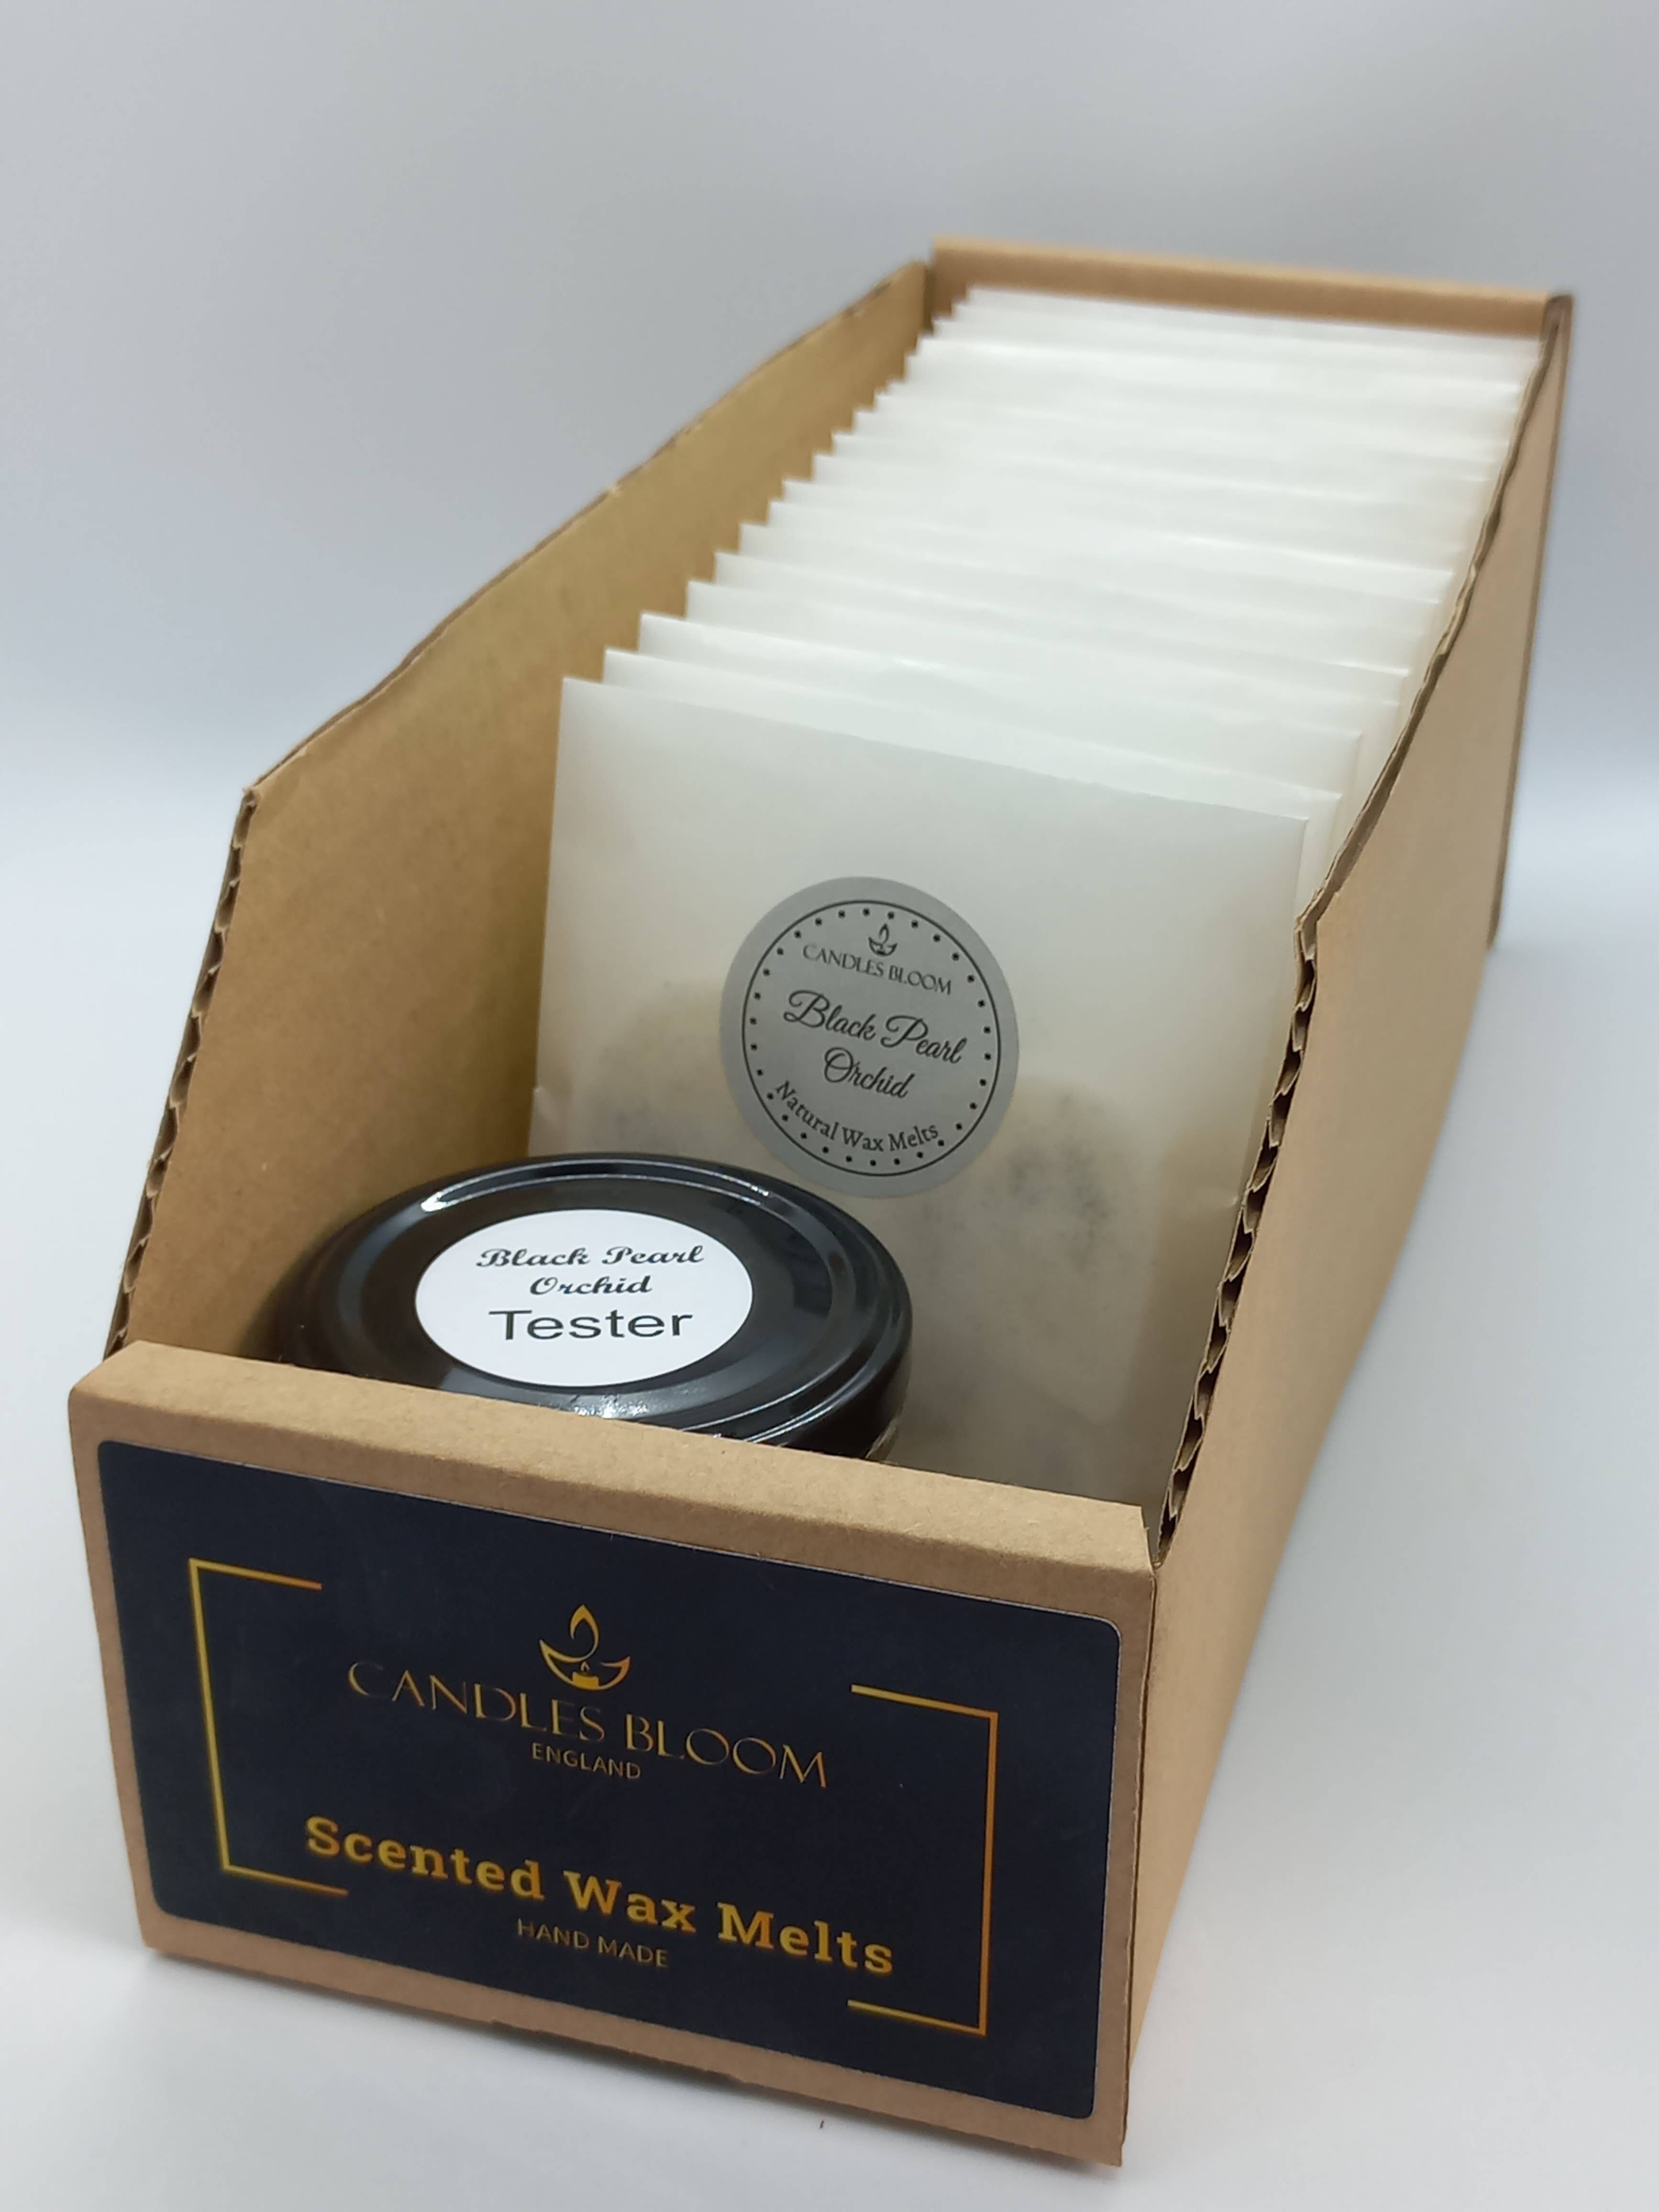 CANDLES BLOOM
Black Pearl
Orchid
Natural Wax Melts
Black Pearl
Orchid
Tester
CANDLES BLOOM
ENGLAND
Scented Wax Melts
HAND MADE